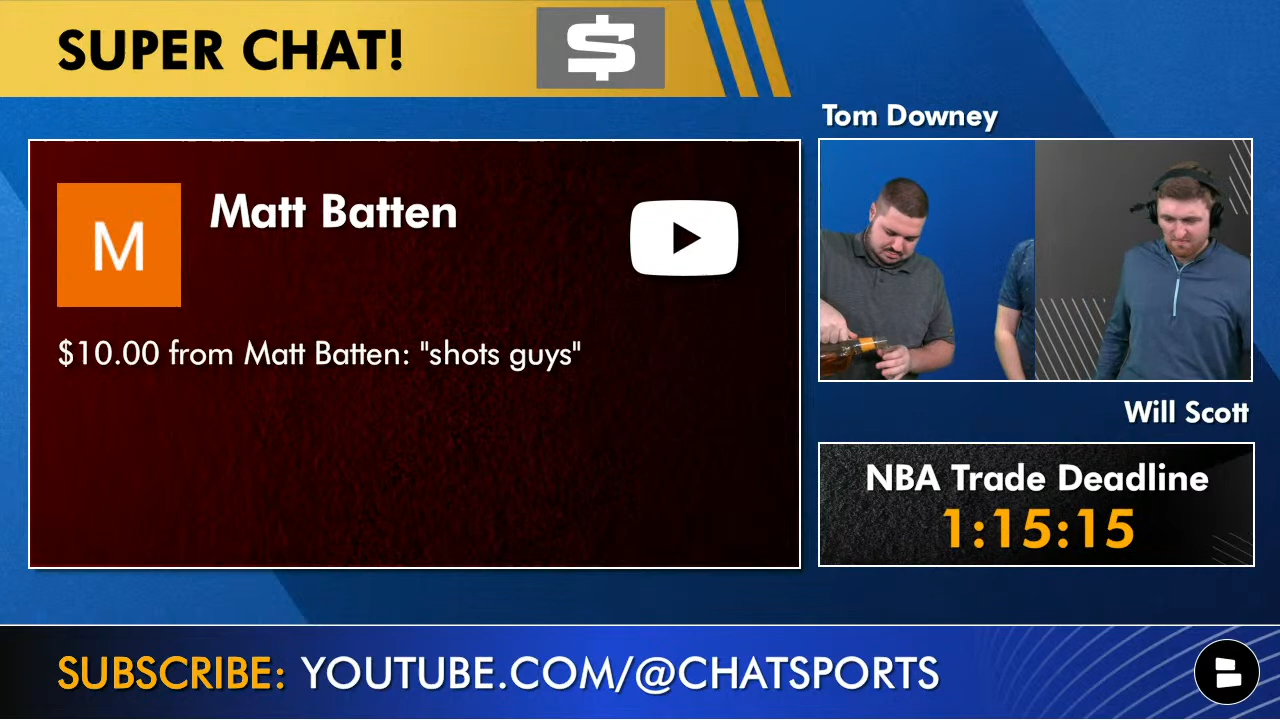 SUPER CHAT!
$
Tom Downey
M
Matt Batten
$10.00 from Matt Batten: "shots guys"
Will Scott
NBA Trade Deadline
1:15:15
SUBSCRIBE: YOUTUBE.COM/@CHATSPORTS